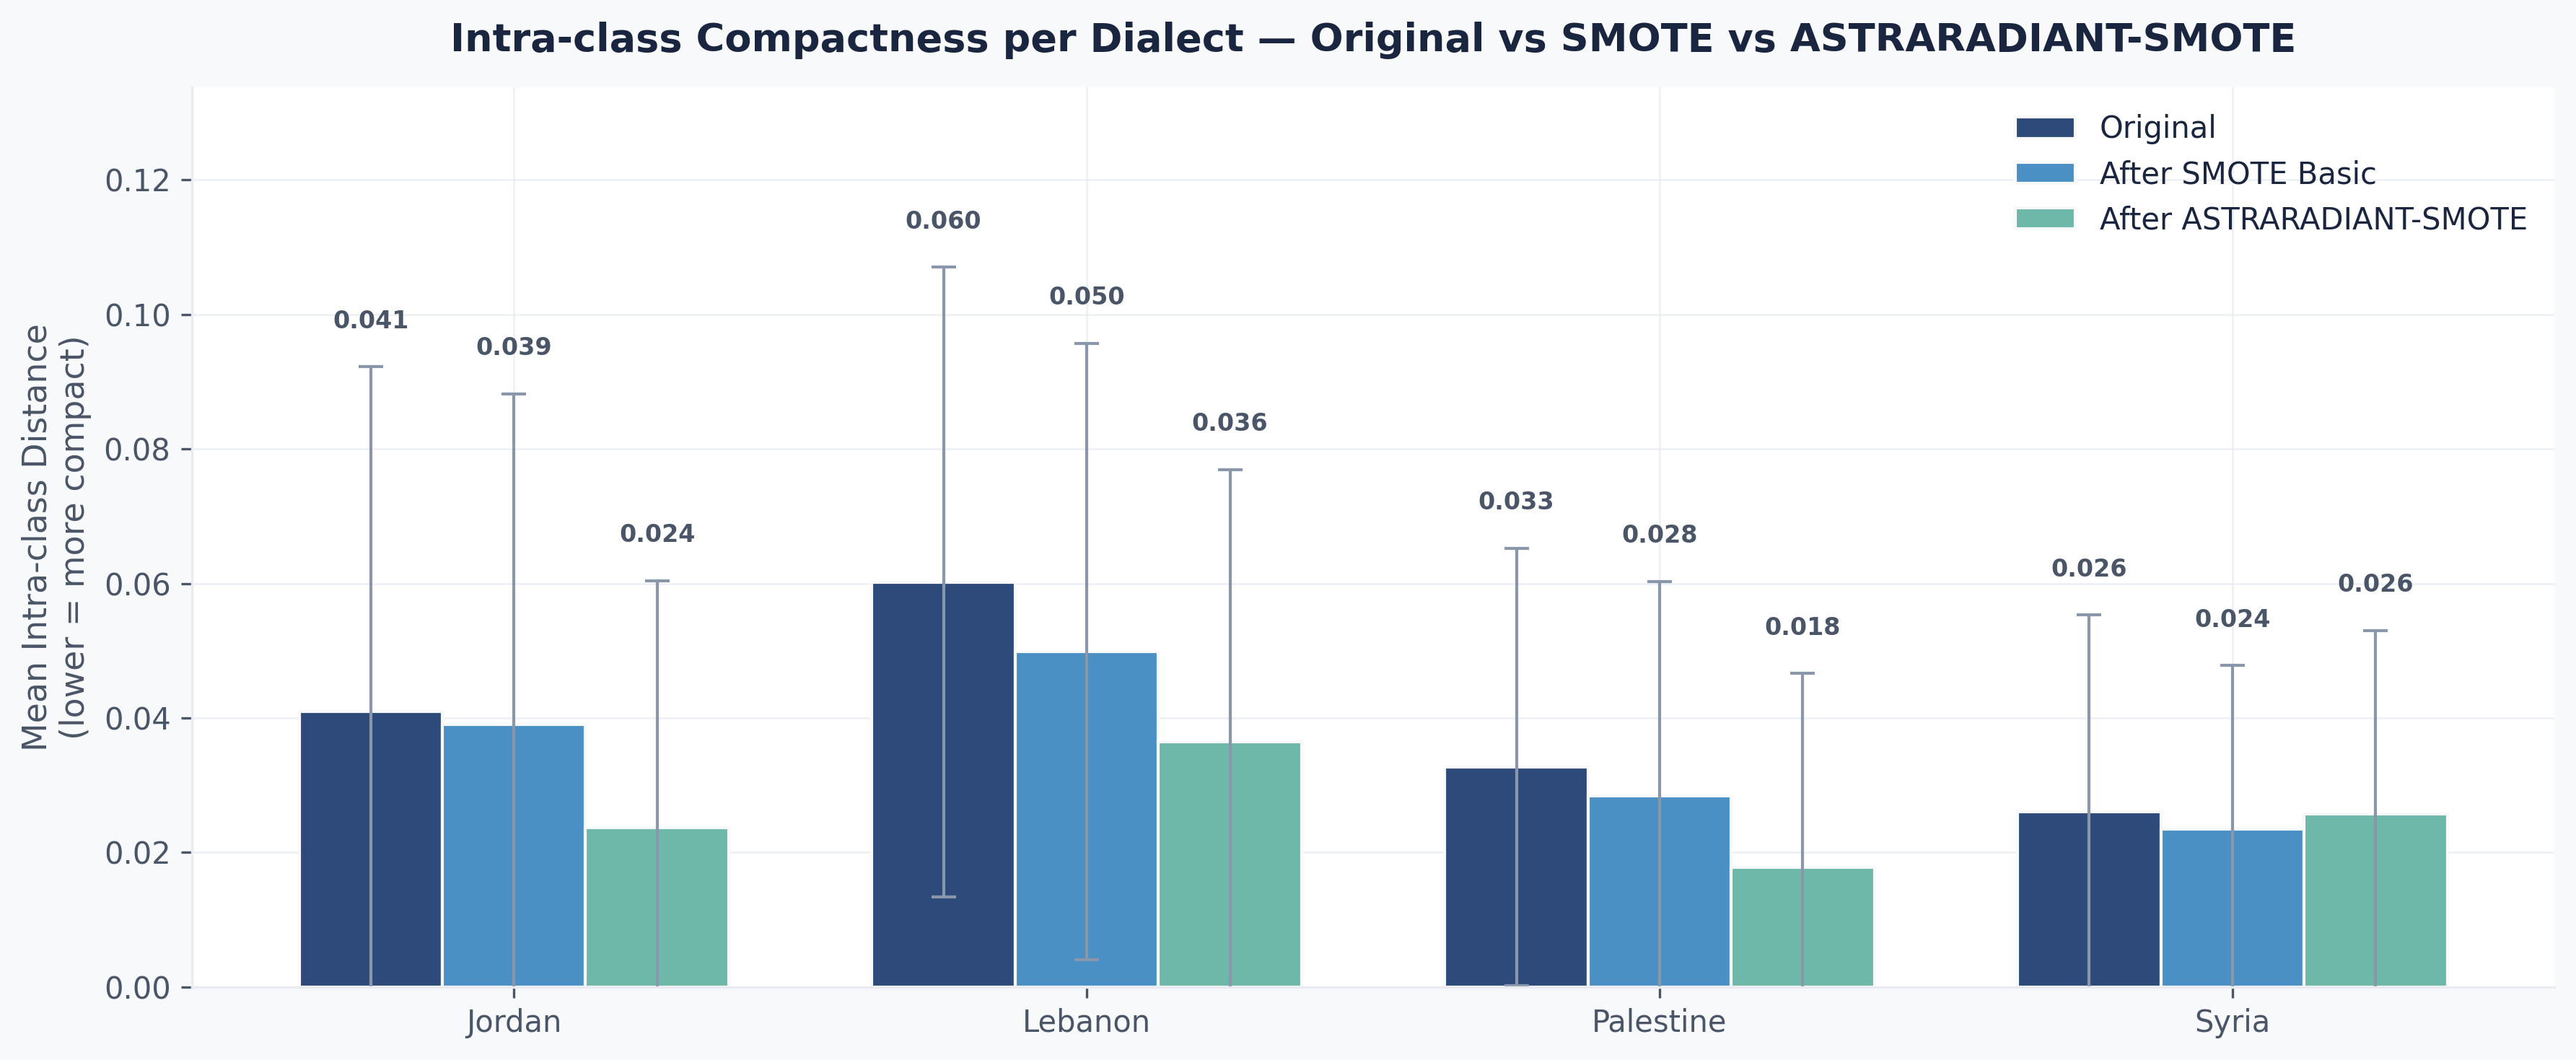 Intra-class Compactness per Dialect — Original vs SMOTE vs ASTRARADIANT-SMOTE
Original
After SMOTE Basic
After ASTRARADIANT-SMOTE
Mean Intra-class Distance
(lower = more compact)
0.12
0.10
0.08
0.06
0.04
0.02
0.00
0.041
0.039
0.024
0.060
0.050
0.036
0.033
0.028
0.018
0.026
0.024
0.026
Jordan
Lebanon
Palestine
Syria